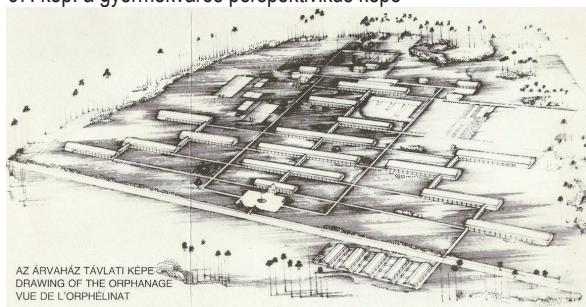 kép: a gyermekváros perspektivikus képe
AZ ÁRVAHÁZ TÁVLATI KÉPE
DRAWING OF THE ORPHANAGE
VUE DE L'ORPHÉLINAT